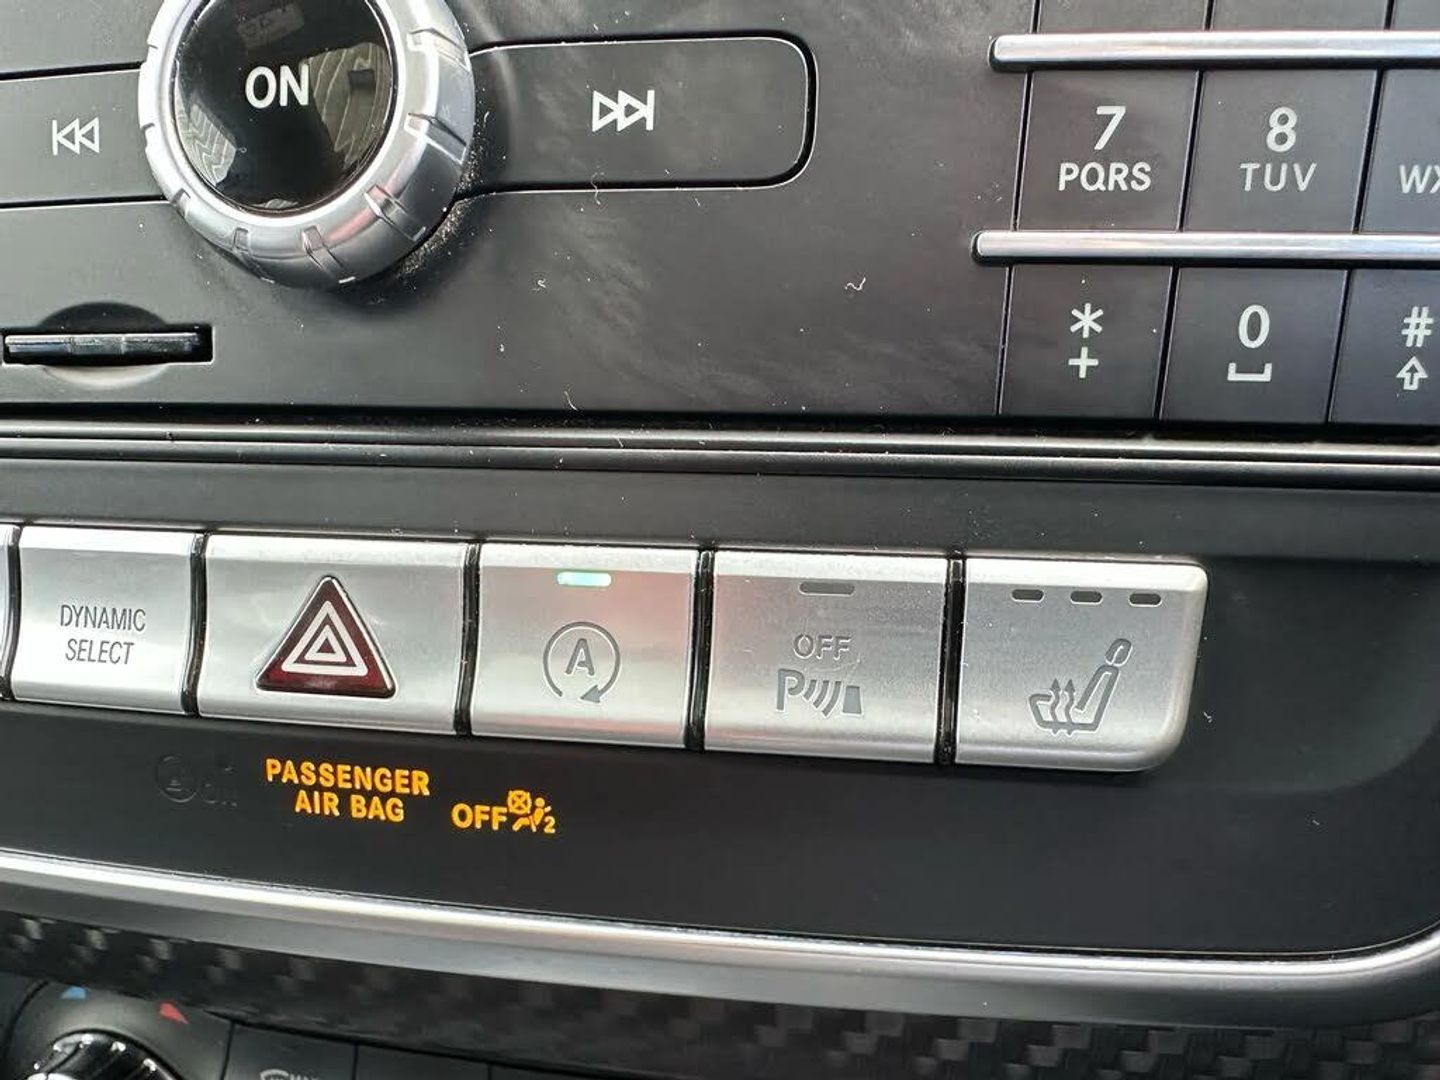 ON
7
PQRS
8
TUV
*
+
0
#
DYNAMIC
SELECT
A
OFF
P
PASSENGER
AIR BAG
OFF
2